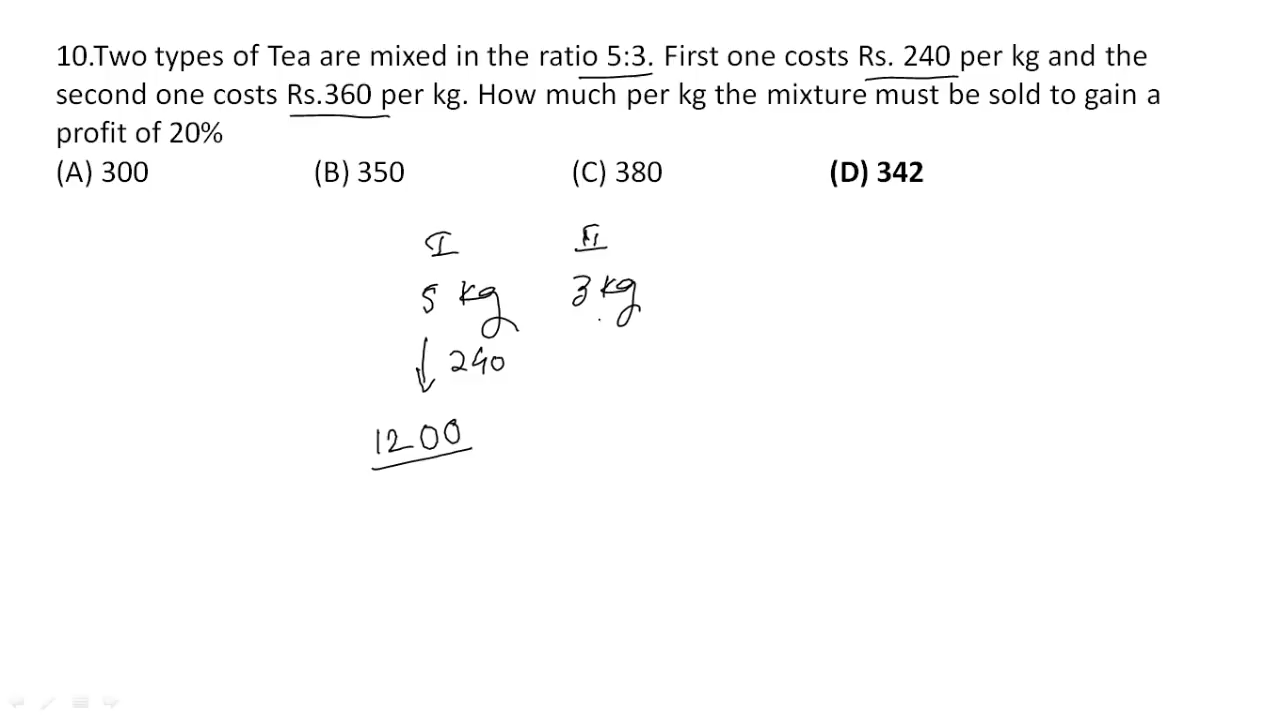 10.Two types of Tea are mixed in the ratio 5:3. First one costs Rs. 240 per kg and the
second one costs Rs.360 per kg. How much per kg the mixture must be sold to gain a
profit of 20%
(A) 300 (B) 350 (C) 380 (D) 342
I II
5 kg 3 kg
240
1200